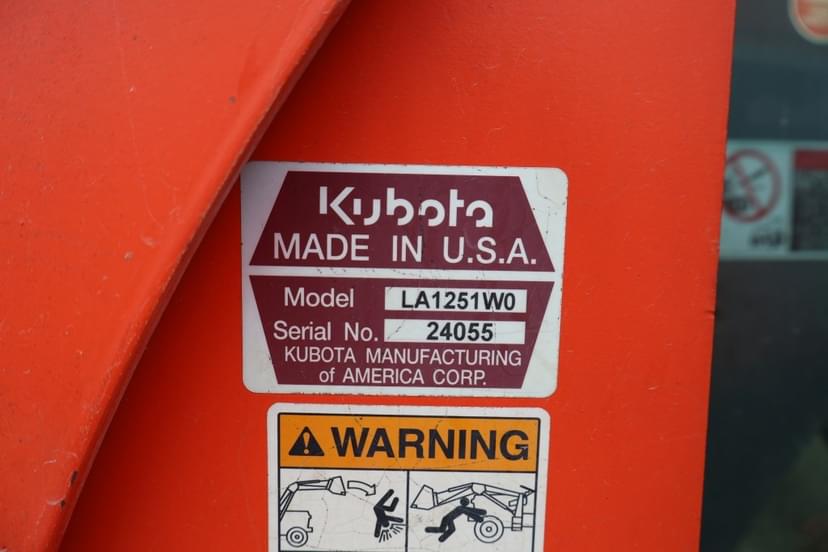 Kubota
MADE IN U.S.A.
Model LA1251W0
Serial No. 24055
KUBOTA MANUFACTURING
of AMERICA CORP.
WARNING